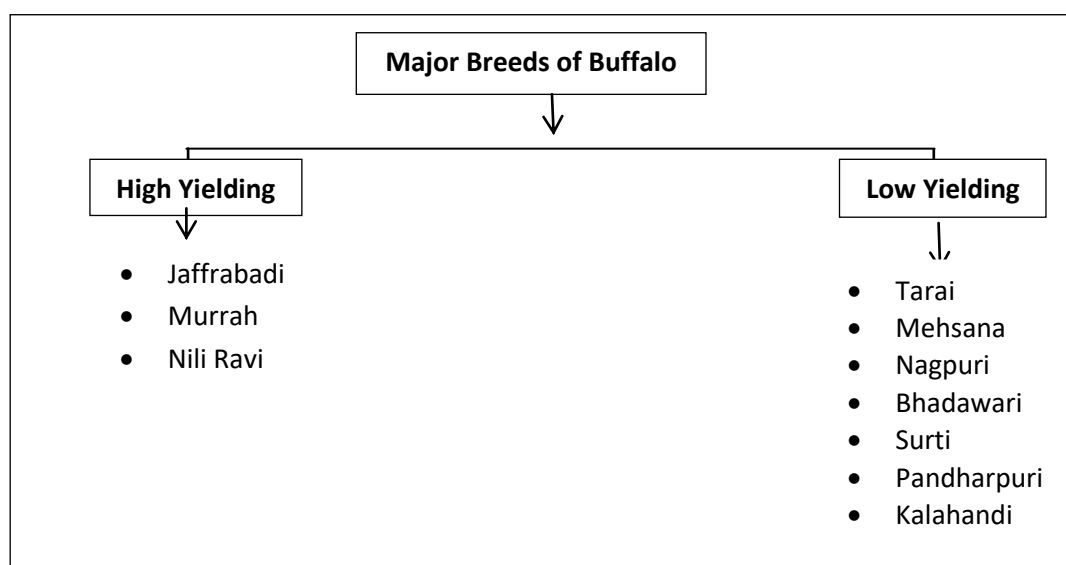 Major Breeds of Buffalo
High Yielding
Low Yielding
• Jaffrabadi
• Murrah
• Nili Ravi
• Tarai
• Mehsana
• Nagpuri
• Bhadawari
• Surti
• Pandharpuri
• Kalahandi